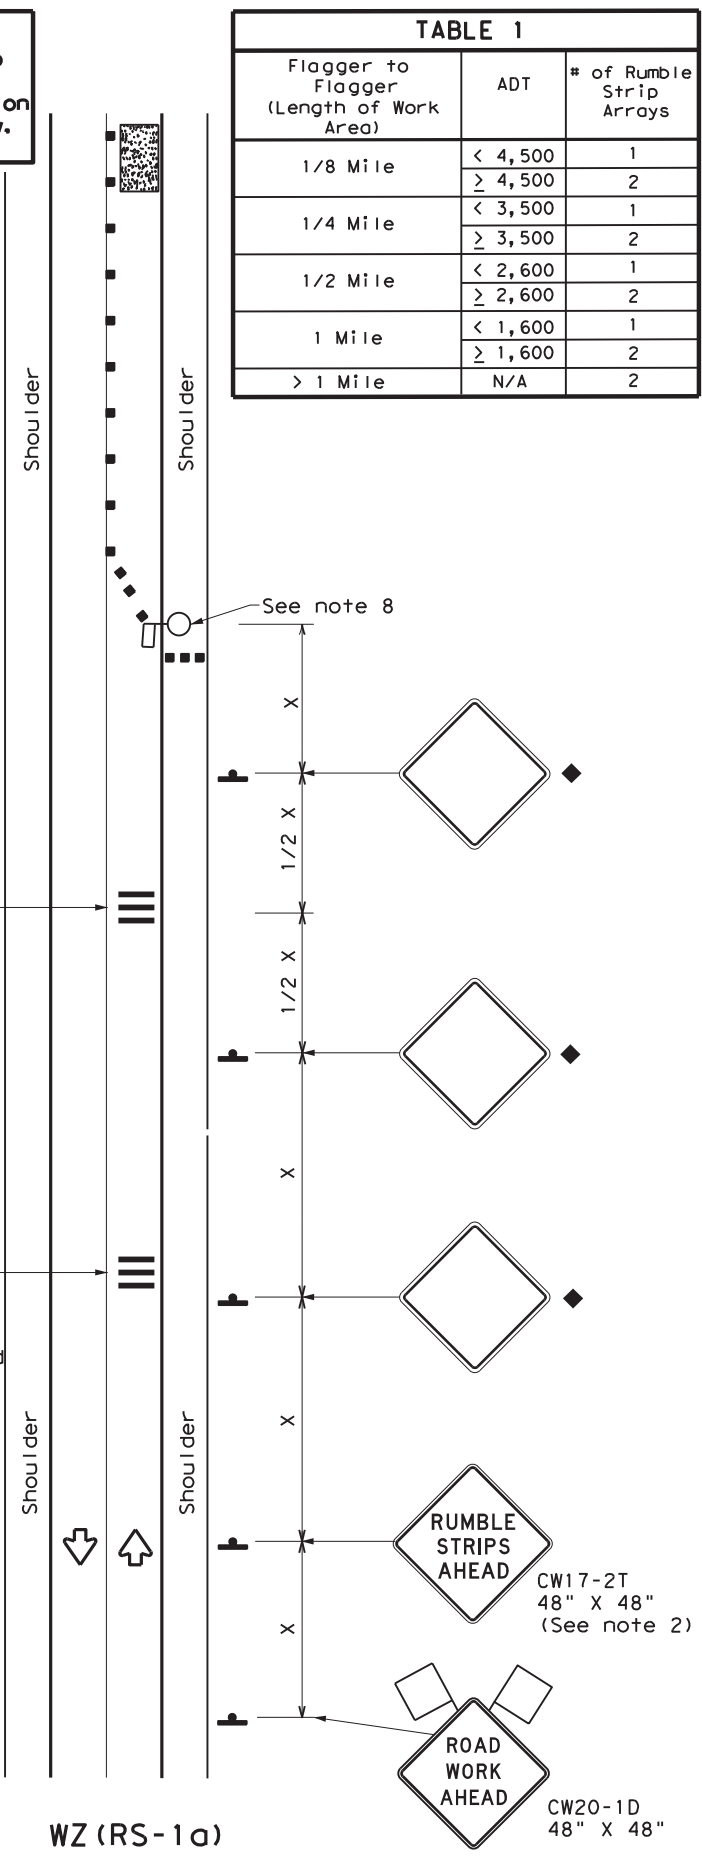 on
TABLE 1
Flagger to
Flagger
(Length of Work
Area)
ADT
# of Rumble
Strip
Arrays
1/8 Mile
< 4,500
1
≥ 4,500
2
1/4 Mile
< 3,500
1
≥ 3,500
2
1/2 Mile
< 2,600
1
≥ 2,600
2
1 Mile
< 1,600
1
≥ 1,600
2
> 1 Mile
N/A
2
Shoulder
Shoulder
See note 8
X
1/2 X
1/2 X
X
X
Shoulder
Shoulder
RUMBLE
STRIPS
AHEAD
CW17-2T
48" X 48"
(See note 2)
X
ROAD
WORK
AHEAD
CW20-1D
48" X 48"
WZ(RS-1a)